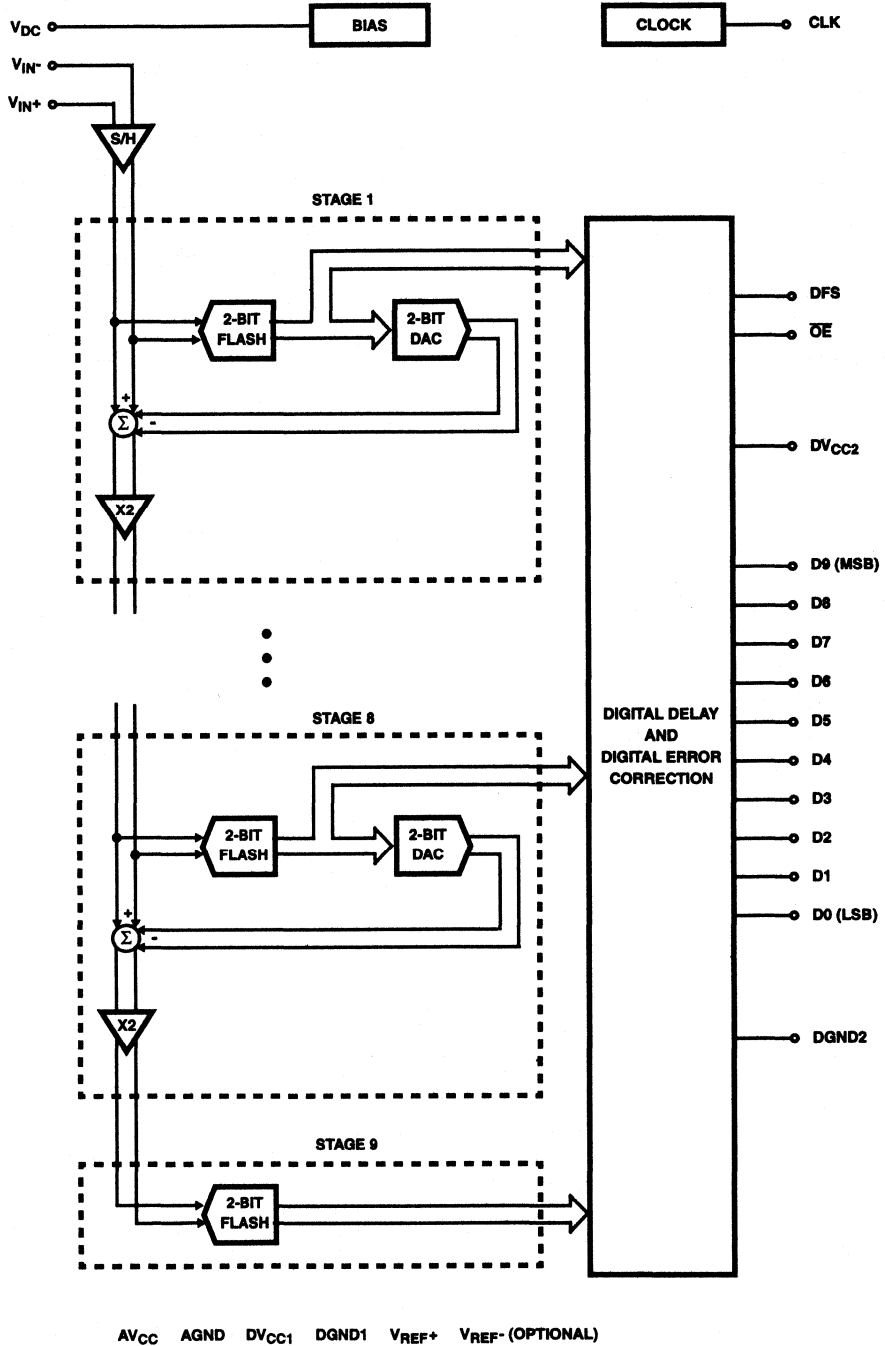 VDC
BIAS
CLOCK
CLK
VIN-
VIN+
S/H
STAGE 1
2-BIT
FLASH
2-BIT
DAC
+
Σ
-
X2
STAGE 8
2-BIT
FLASH
2-BIT
DAC
+
Σ
-
X2
STAGE 9
2-BIT
FLASH
DIGITAL DELAY
AND
DIGITAL ERROR
CORRECTION
DFS
O̅E̅
DVCC2
D9 (MSB)
D8
D7
D6
D5
D4
D3
D2
D1
D0 (LSB)
DGND2
AVCC AGND DVCC1 DGND1 VREF+ VREF- (OPTIONAL)